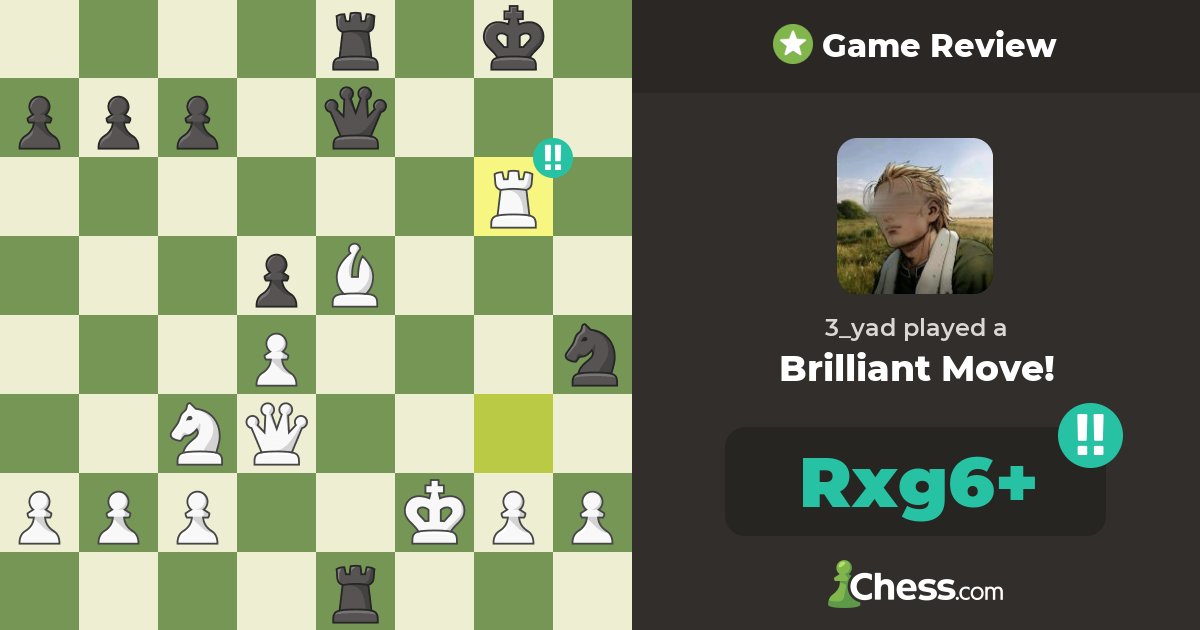 Game Review
!!
3_yad played a
Brilliant Move!
!!
Rxg6+
Chess.com